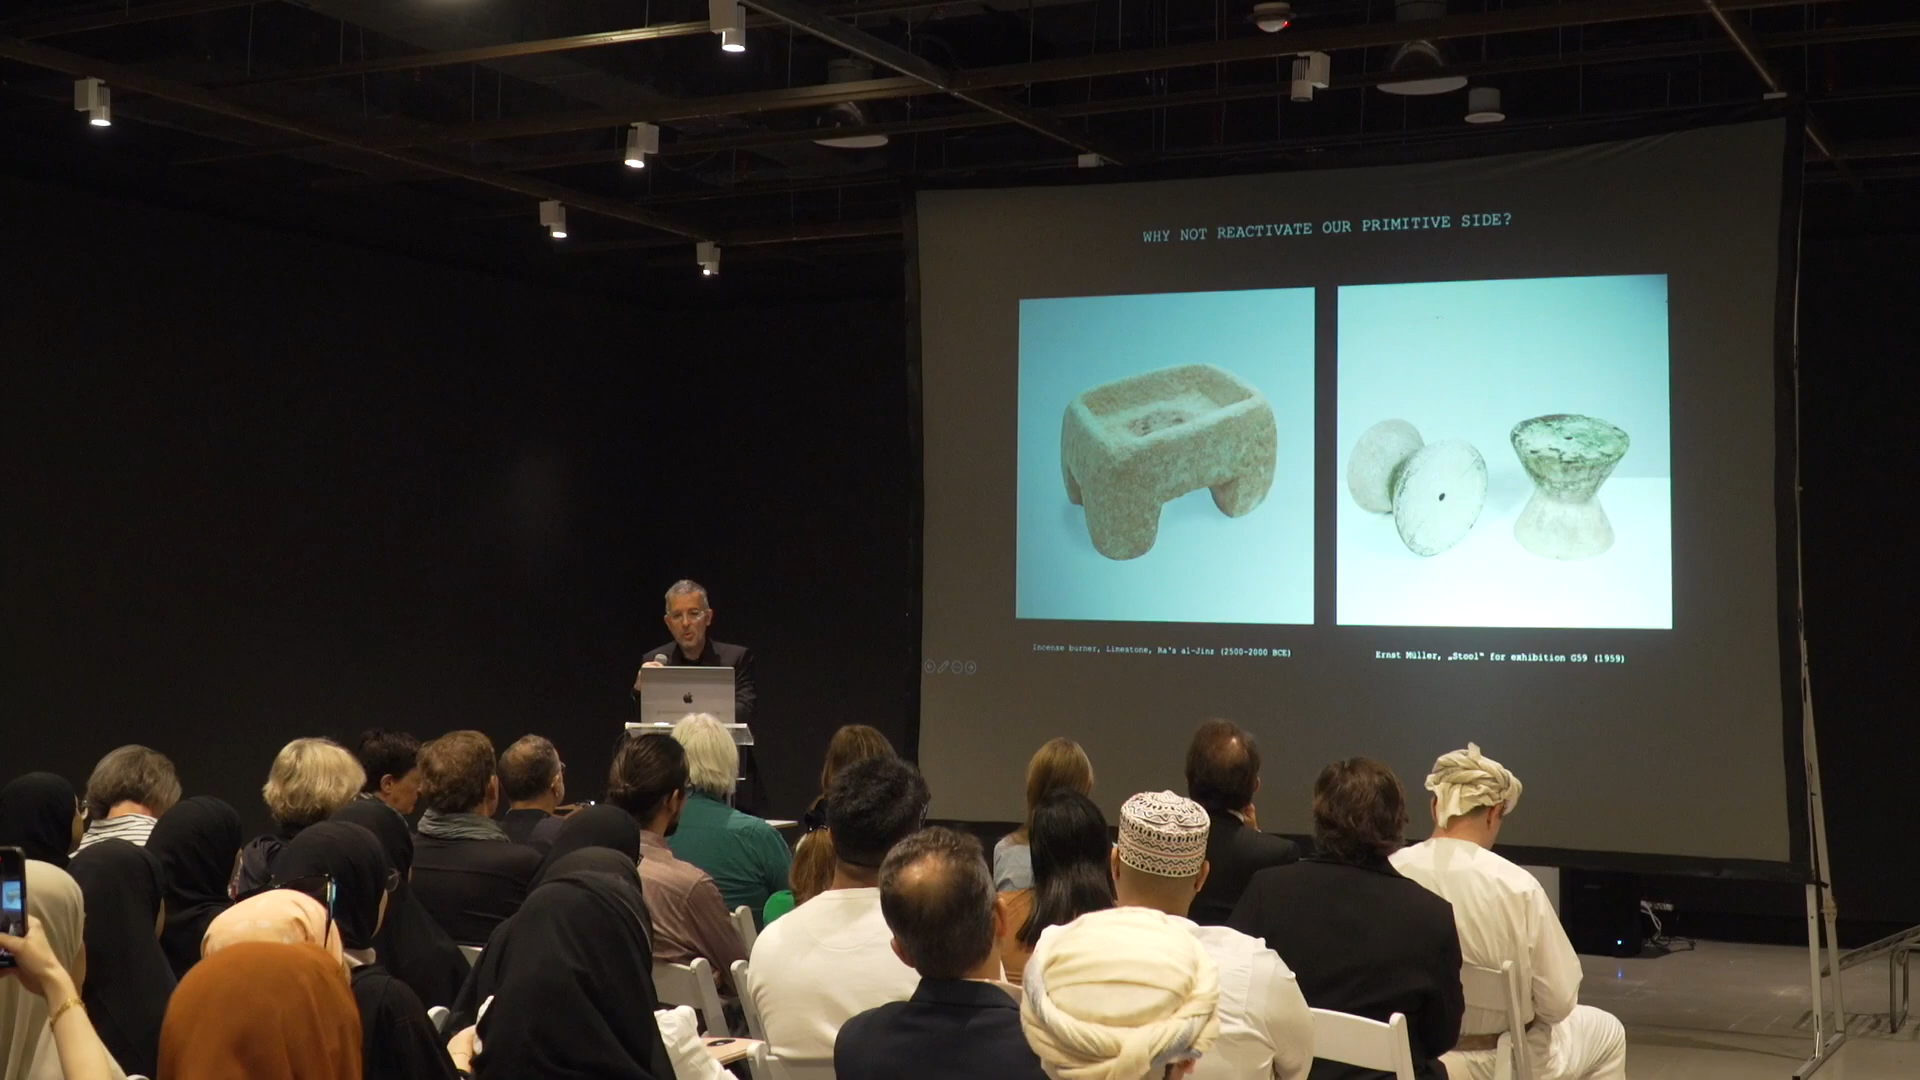 WHY NOT REACTIVATE OUR PRIMITIVE SIDE?
Incense burner, Limestone, Ra's al-Jinz (2500-2000 BCE)
Ernst Müller, „Stool“ for exhibition G59 (1959)